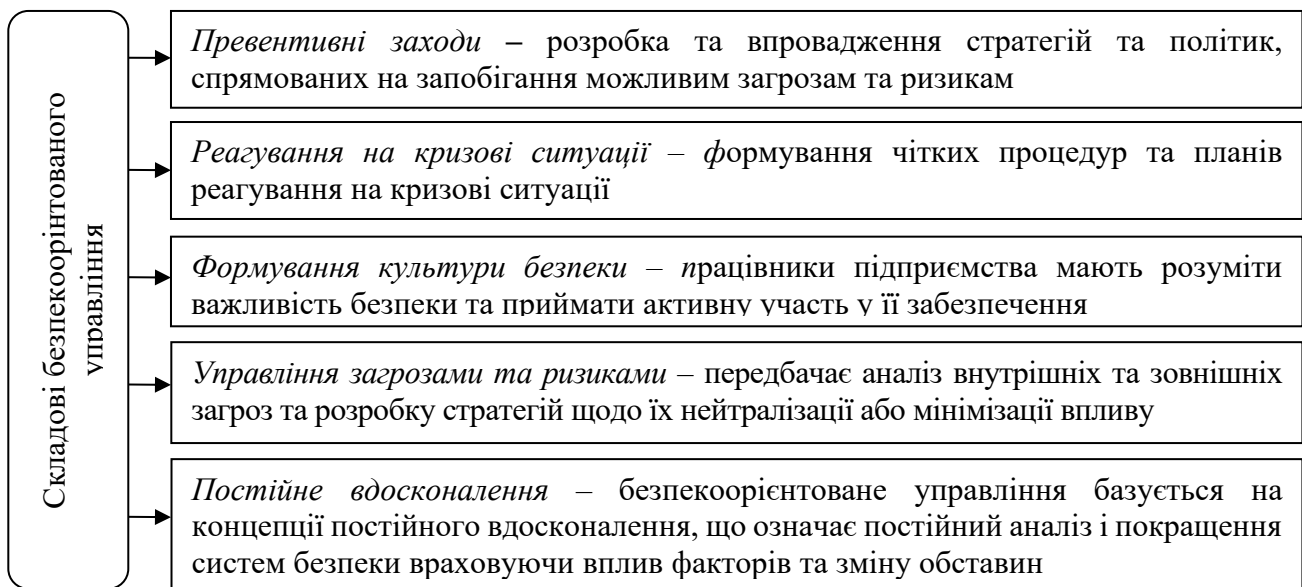 Складові безпекоорінтованого
управління
Превентивні заходи – розробка та впровадження стратегій та політик,
спрямованих на запобігання можливим загрозам та ризикам
Реагування на кризові ситуації – формування чітких процедур та планів
реагування на кризові ситуації
Формування культури безпеки – працівники підприємства мають розуміти
важливість безпеки та приймати активну участь у її забезпечення
Управління загрозами та ризиками – передбачає аналіз внутрішніх та зовнішніх
загроз та розробку стратегій щодо їх нейтралізації або мінімізації впливу
Постійне вдосконалення – безпекоорієнтоване управління базується на
концепції постійного вдосконалення, що означає постійний аналіз і покращення
систем безпеки враховуючи вплив факторів та зміну обставин